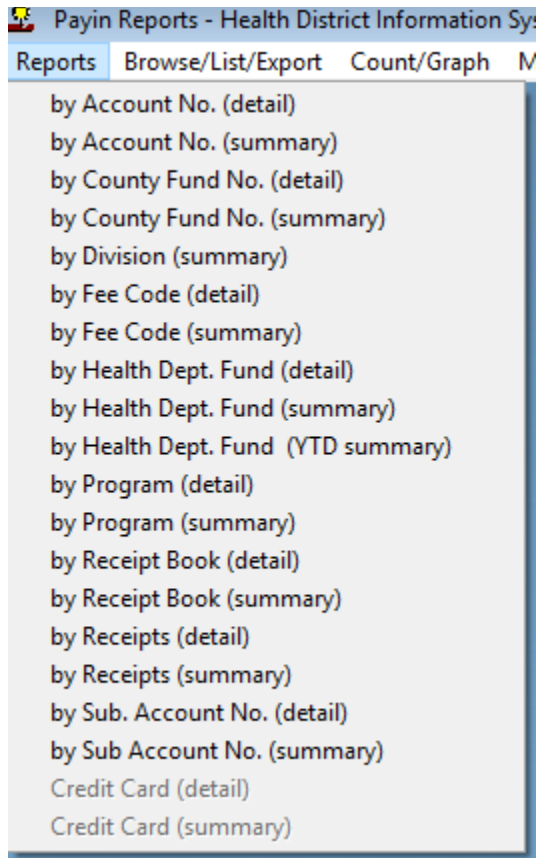 Payin Reports - Health District Information Sys
Reports Browse/List/Export Count/Graph M
by Account No. (detail)
by Account No. (summary)
by County Fund No. (detail)
by County Fund No. (summary)
by Division (summary)
by Fee Code (detail)
by Fee Code (summary)
by Health Dept. Fund (detail)
by Health Dept. Fund (summary)
by Health Dept. Fund  (YTD summary)
by Program (detail)
by Program (summary)
by Receipt Book (detail)
by Receipt Book (summary)
by Receipts (detail)
by Receipts (summary)
by Sub. Account No. (detail)
by Sub Account No. (summary)
Credit Card (detail)
Credit Card (summary)